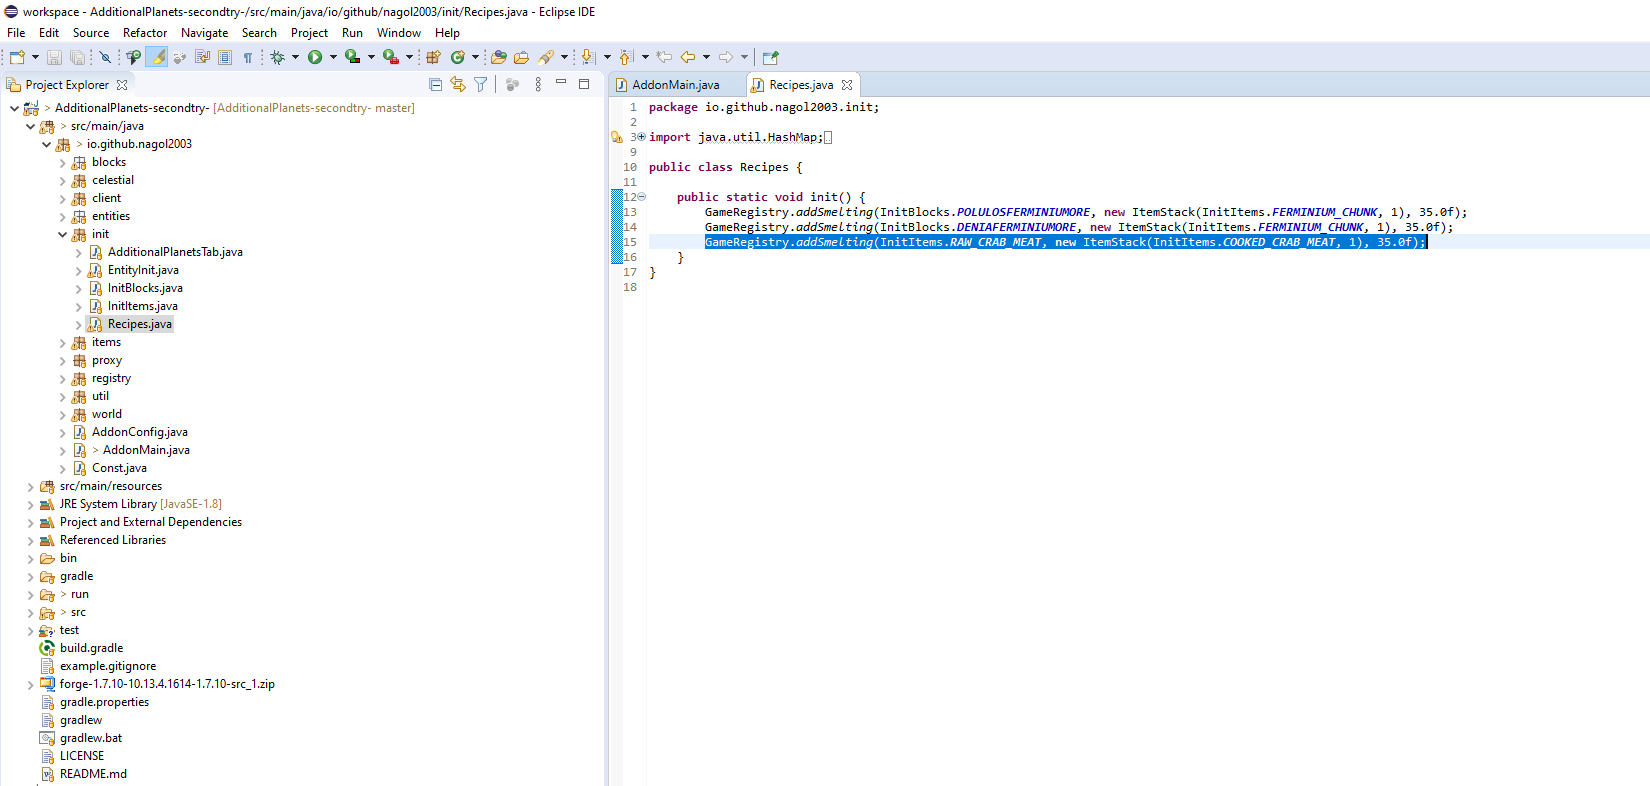 workspace - AdditionalPlanets-secondtry-/src/main/java/io/github/nagol2003/init/Recipes.java - Eclipse IDE
File Edit Source Refactor Navigate Search Project Run Window Help
Project Explorer
> AdditionalPlanets-secondtry- [AdditionalPlanets-secondtry- master]
> src/main/java
> io.github.nagol2003
blocks
celestial
client
entities
init
AdditionalPlanetsTab.java
EntityInit.java
InitBlocks.java
InitItems.java
Recipes.java
items
proxy
registry
util
world
AddonConfig.java
> AddonMain.java
Const.java
src/main/resources
JRE System Library [JavaSE-1.8]
Project and External Dependencies
Referenced Libraries
bin
gradle
> run
> src
test
build.gradle
example.gitignore
forge-1.7.10-10.13.4.1614-1.7.10-src_1.zip
gradle.properties
gradlew
gradlew.bat
LICENSE
README.md
AddonMain.java Recipes.java
1 package io.github.nagol2003.init;
2
3 import java.util.HashMap;
9
10 public class Recipes {
11
12 public static void init() {
13 GameRegistry.addSmelting(InitBlocks.POLULOSFERMINIUMORE, new ItemStack(InitItems.FERMINIUM_CHUNK, 1), 35.0f);
14 GameRegistry.addSmelting(InitBlocks.DENIAFERMINIUMORE, new ItemStack(InitItems.FERMINIUM_CHUNK, 1), 35.0f);
15 GameRegistry.addSmelting(InitItems.RAW_CRAB_MEAT, new ItemStack(InitItems.COOKED_CRAB_MEAT, 1), 35.0f);
16 }
17 }
18